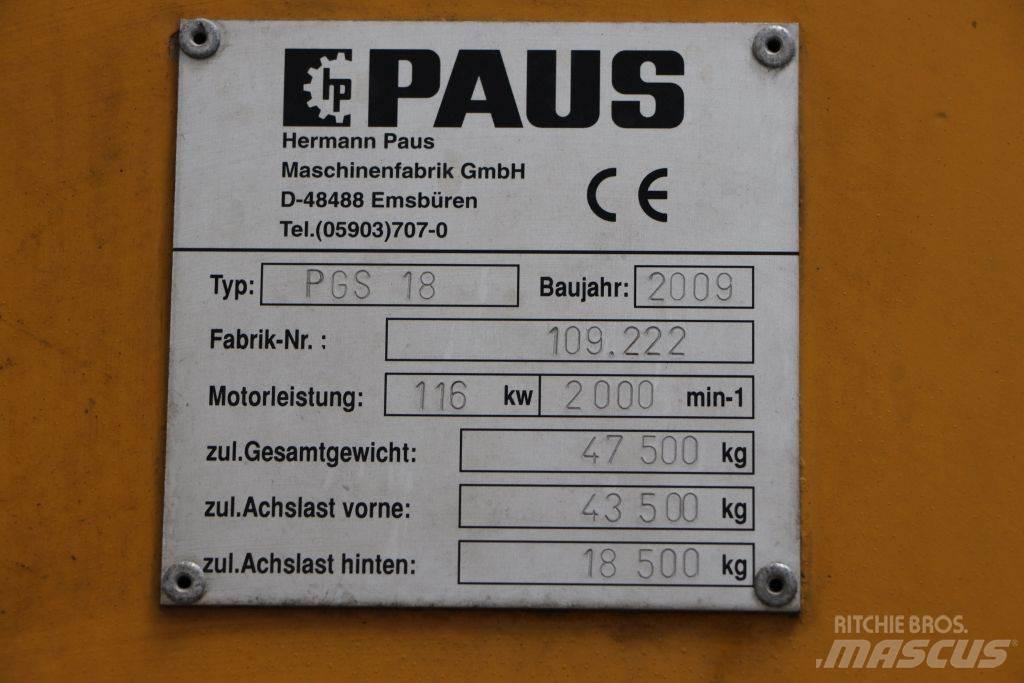 hp PAUS
Hermann Paus
Maschinenfabrik GmbH
D-48488 Emsbüren
Tel.(05903)707-0
CE
Typ: PGS 18 Baujahr: 2009
Fabrik-Nr. : 109.222
Motorleistung: 116 kw 2000 min-1
zul.Gesamtgewicht: 47 500 kg
zul.Achslast vorne: 43 500 kg
zul.Achslast hinten: 18 500 kg
RITCHIE BROS.
MASCUS